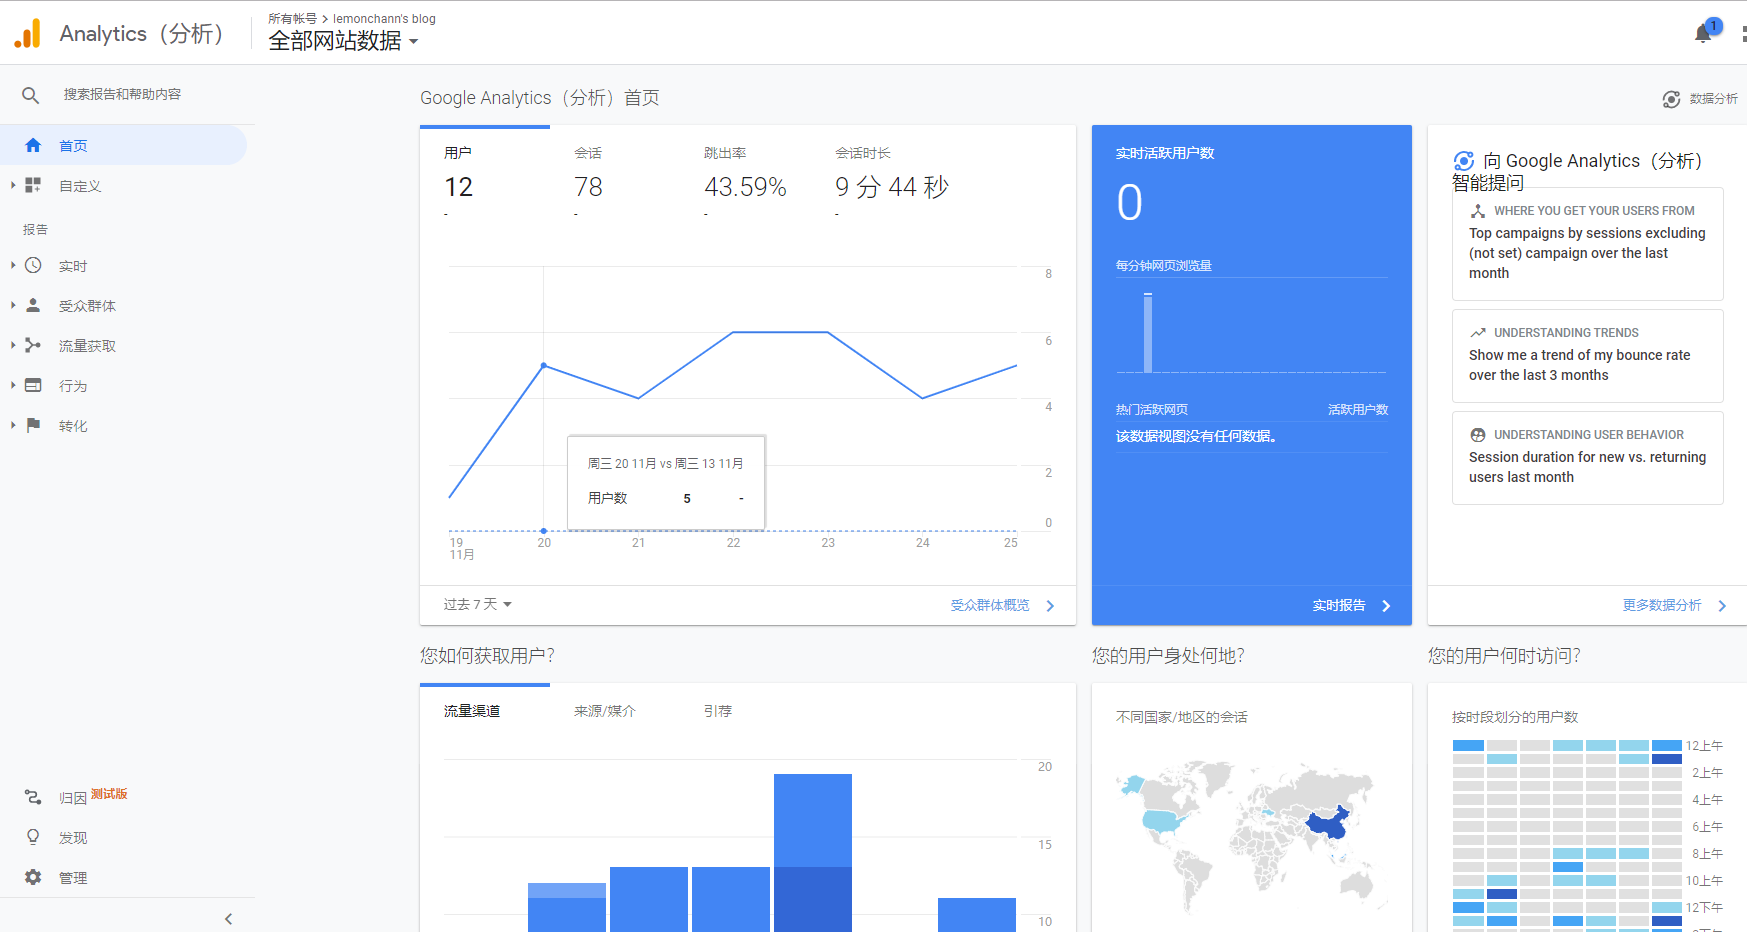 Analytics（分析）
所有帐号 > lemonchann's blog
全部网站数据
1
搜索报告和帮助内容
首页
自定义
报告
实时
受众群体
流量获取
行为
转化
归因 测试版
发现
管理
Google Analytics（分析）首页
数据分析
用户
12
-
会话
78
-
跳出率
43.59%
-
会话时长
9 分 44 秒
-
8
6
4
2
0
周三 20 11月 vs 周三 13 11月
用户数 5 -
19 20 21 22 23 24 25
11月
过去 7 天
受众群体概览
实时活跃用户数
0
每分钟网页浏览量
热门活跃网页 活跃用户数
该数据视图没有任何数据。
实时报告
向 Google Analytics（分析）
智能提问
WHERE YOU GET YOUR USERS FROM
Top campaigns by sessions excluding
(not set) campaign over the last
month
UNDERSTANDING TRENDS
Show me a trend of my bounce rate
over the last 3 months
UNDERSTANDING USER BEHAVIOR
Session duration for new vs. returning
users last month
更多数据分析
您如何获取用户？
流量渠道 来源/媒介 引荐
20
15
10
您的用户身处何地？
不同国家/地区的会话
您的用户何时访问？
按时段划分的用户数
12上午
2上午
4上午
6上午
8上午
10上午
12下午